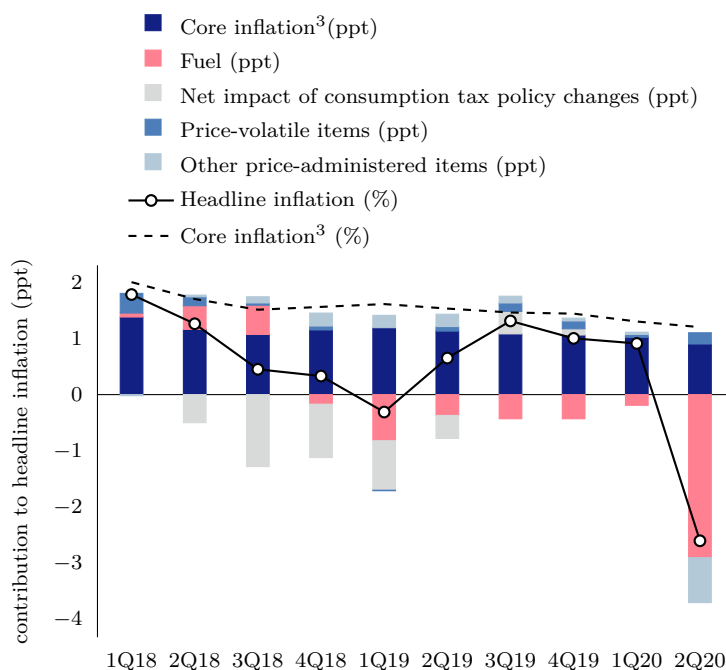 Core inflation³(ppt)
Fuel (ppt)
Net impact of consumption tax policy changes (ppt)
Price-volatile items (ppt)
Other price-administered items (ppt)
Headline inflation (%)
Core inflation³ (%)
contribution to headline inflation (ppt)
2
1
0
−1
−2
−3
−4
1Q18 2Q18 3Q18 4Q18 1Q19 2Q19 3Q19 4Q19 1Q20 2Q20